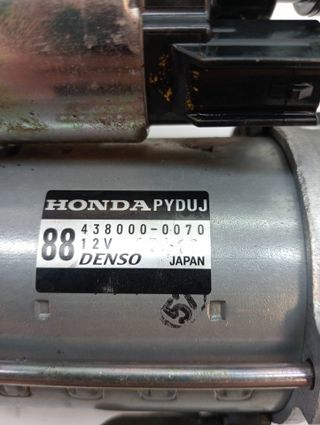 HONDA PYDUJ
88 438000-0070
12V
DENSO JAPAN